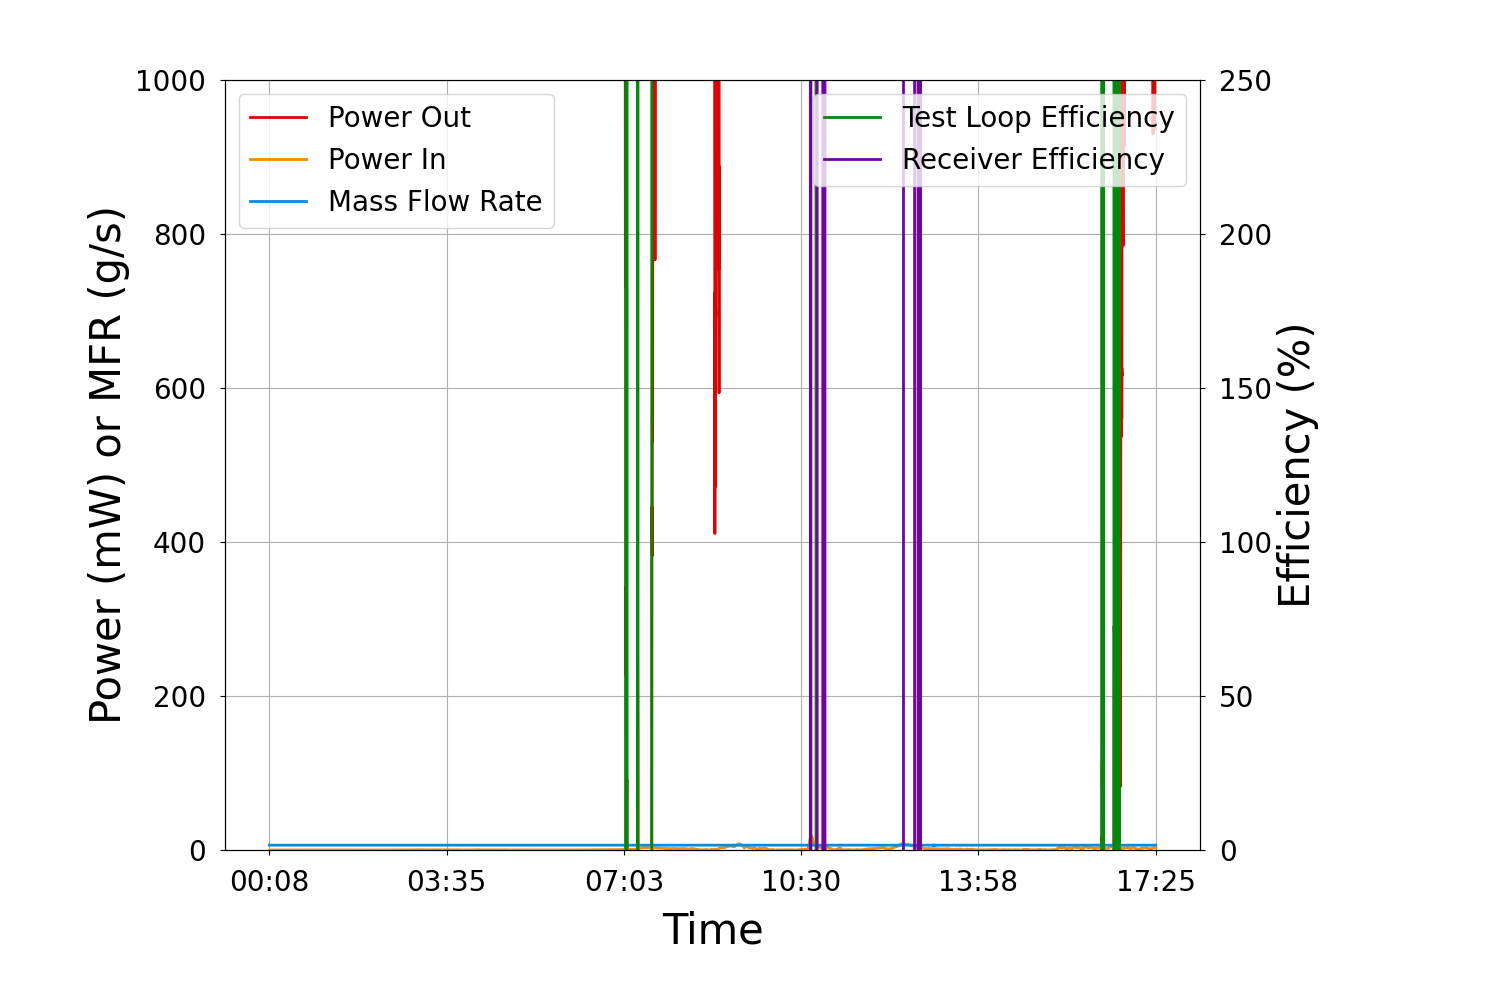 Power (mW) or MFR (g/s)
1000
800
600
400
200
0
Power Out
Power In
Mass Flow Rate
Test Loop Efficiency
Receiver Efficiency
250
200
150
100
50
0
Efficiency (%)
00:08 03:35 07:03 10:30 13:58 17:25
Time